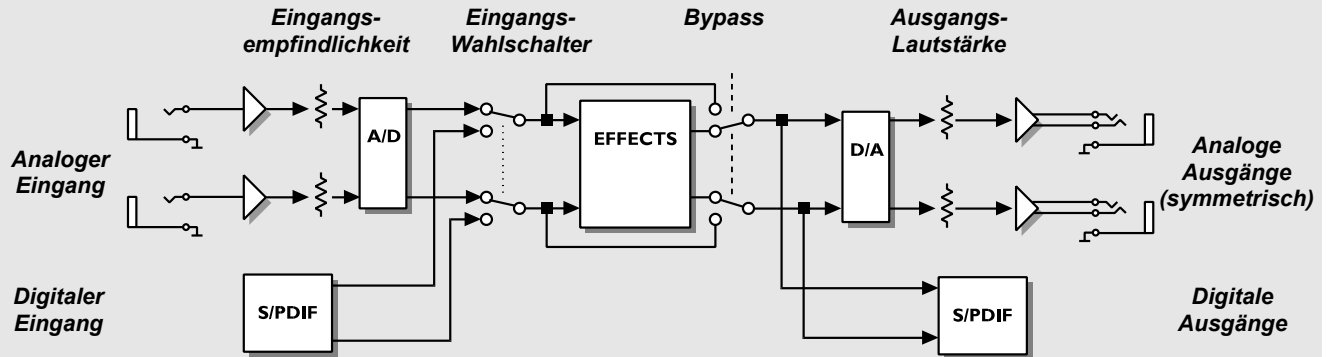 Eingangs-
empfindlichkeit
Eingangs-
Wahlschalter
Bypass
Ausgangs-
Lautstärke
Analoger
Eingang
A/D
EFFECTS
D/A
Analoge
Ausgänge
(symmetrisch)
Digitaler
Eingang
S/PDIF
S/PDIF
Digitale
Ausgänge